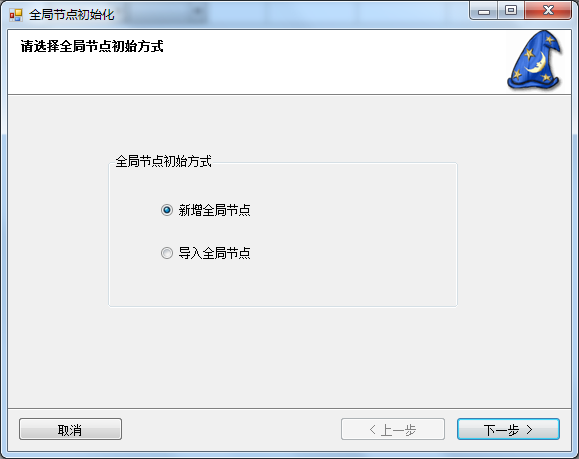 全局节点初始化
请选择全局节点初始方式
全局节点初始方式
新增全局节点
导入全局节点
取消
< 上一步
下一步 >